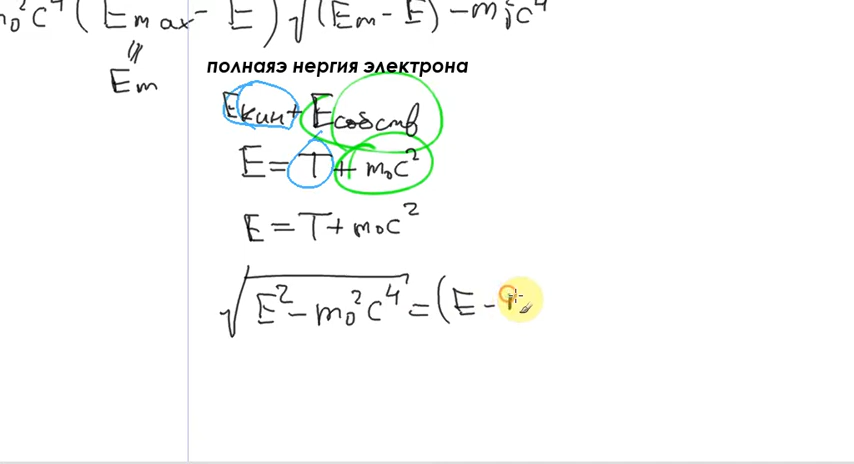 m₀²c⁴(Emax - E)√(Em - E) - m₀²c⁴
Em
полнаяэ нергия электрона
Eкин + Eсобств
E = T + m₀c²
E = T + m₀c²
√E² - m₀²c⁴ = (E -